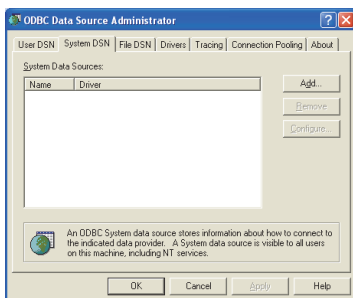 ODBC Data Source Administrator
User DSN System DSN File DSN Drivers Tracing Connection Pooling About
System Data Sources:
Name Driver
Add...
Remove
Configure...
An ODBC System data source stores information about how to connect to
the indicated data provider. A System data source is visible to all users
on this machine, including NT services.
OK Cancel Apply Help